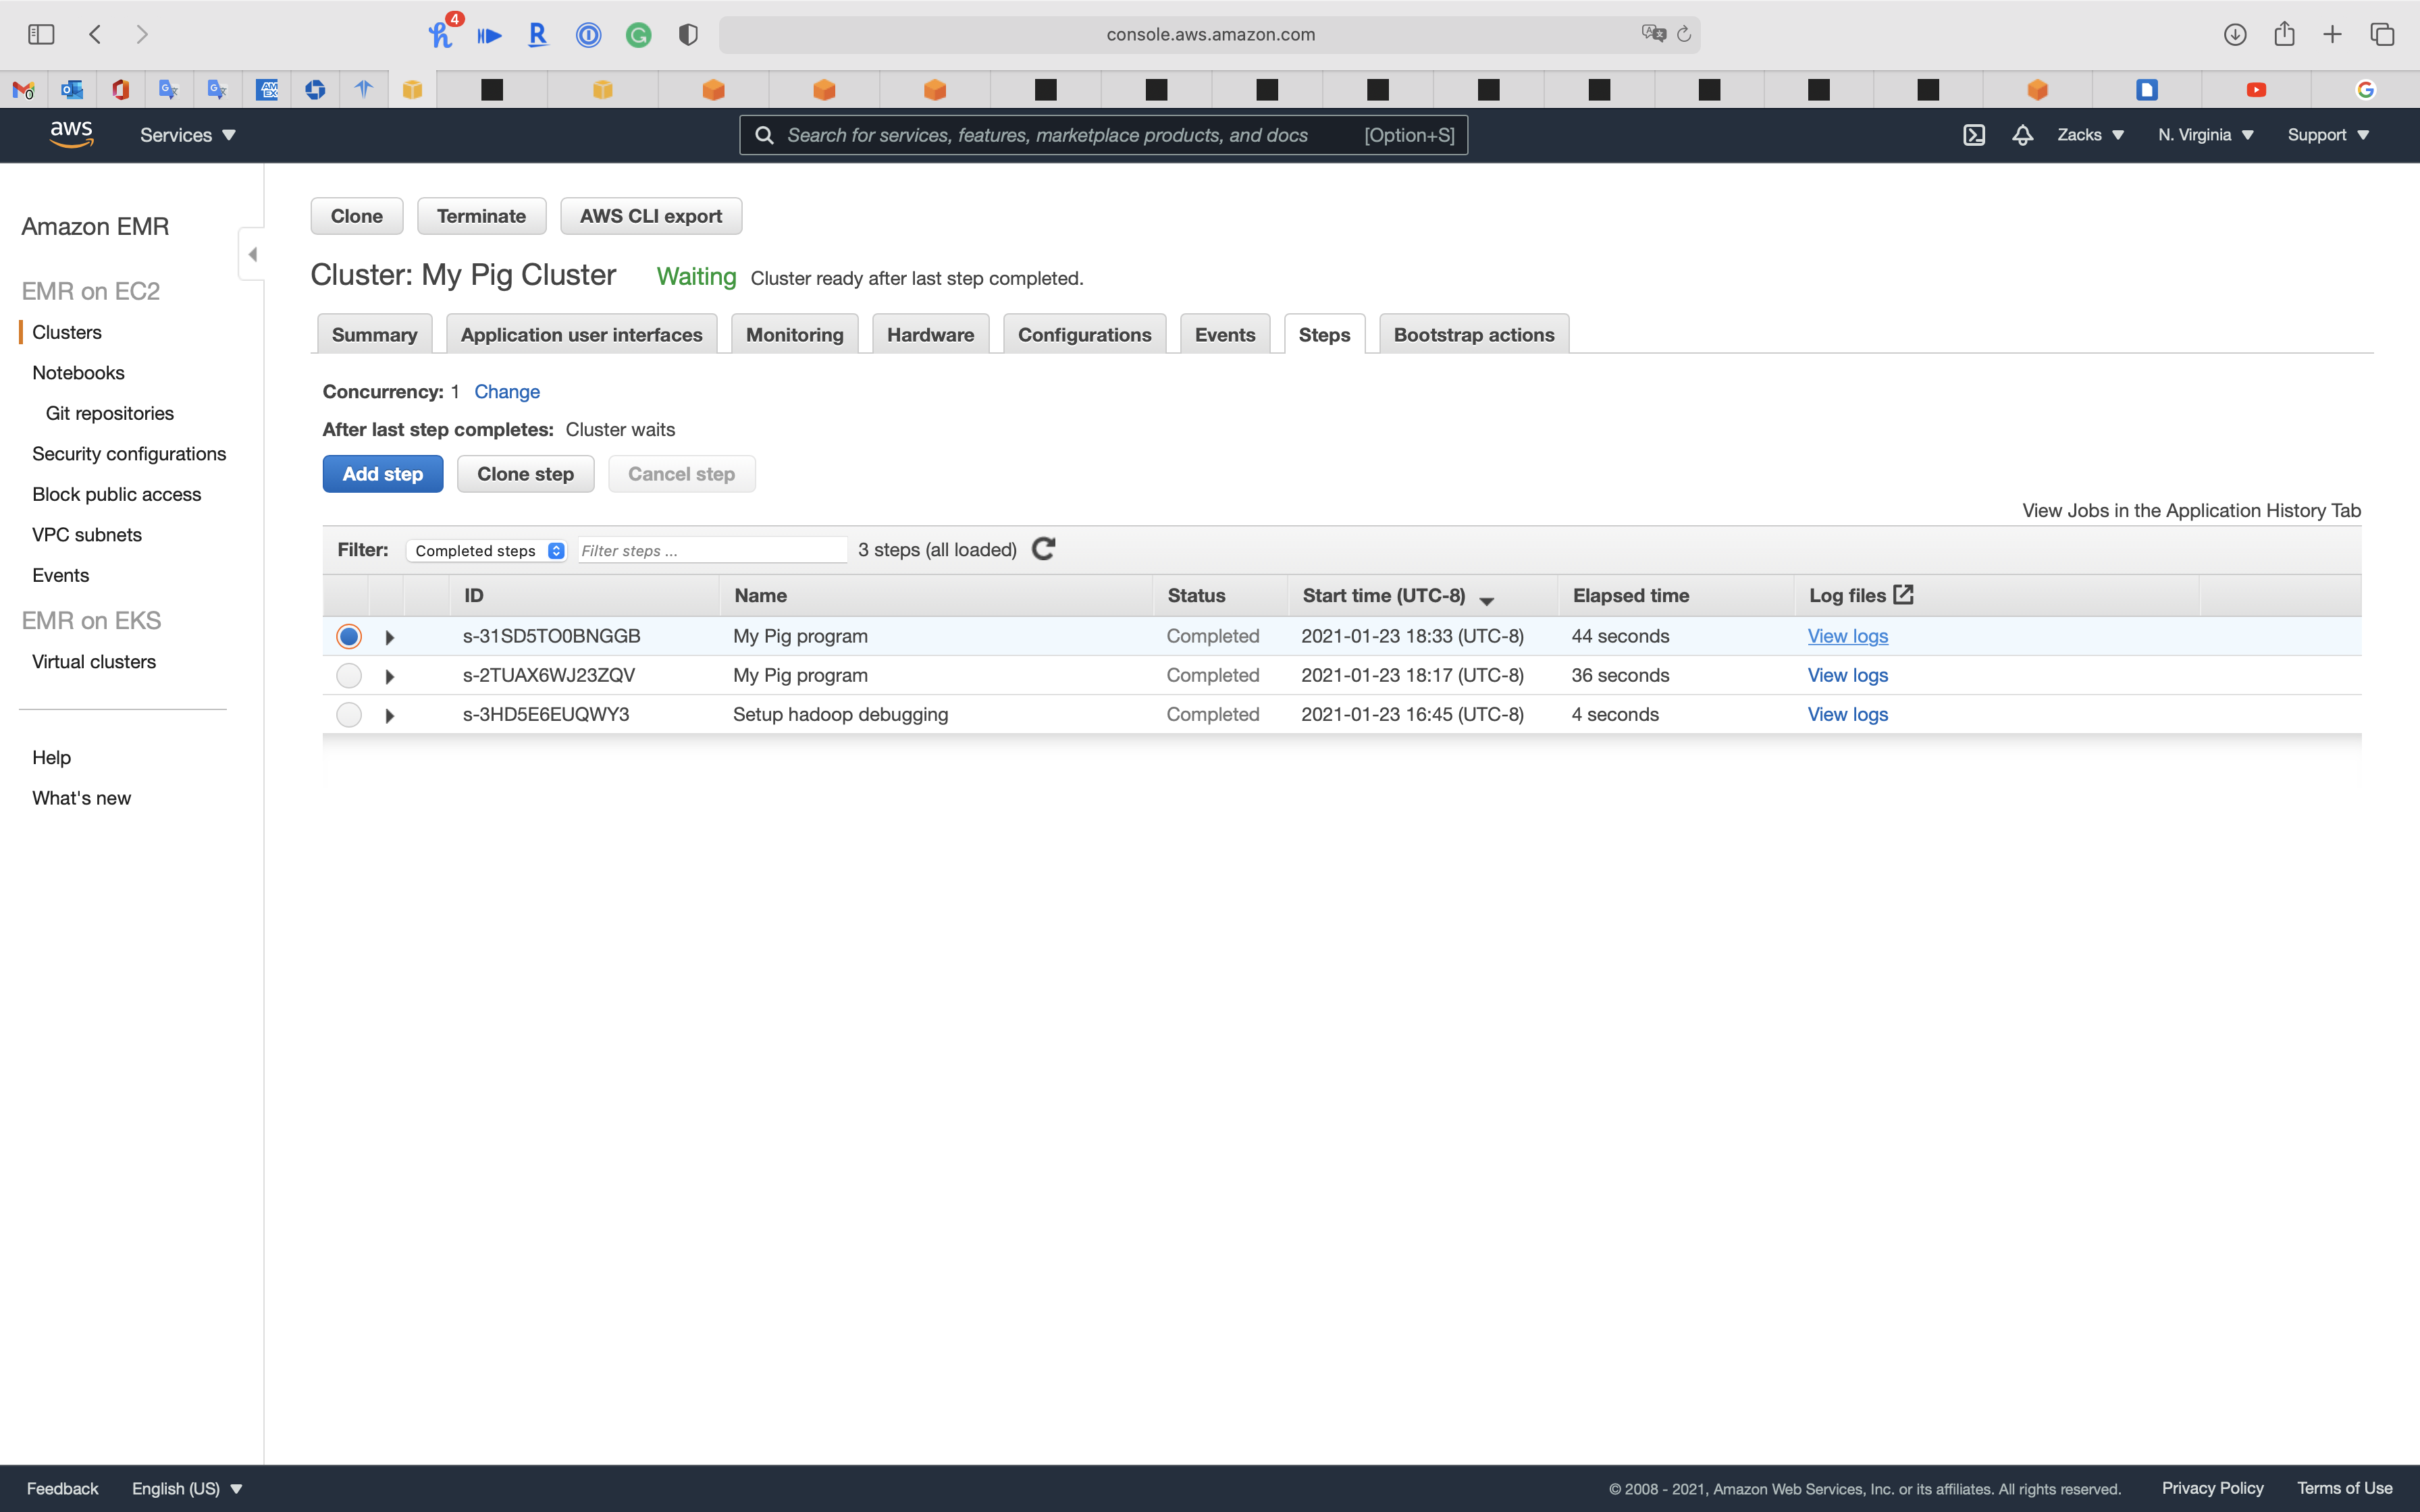 4
console.aws.amazon.com
aws Services Search for services, features, marketplace products, and docs [Option+S] Zacks N. Virginia Support
Amazon EMR
EMR on EC2
Clusters
Notebooks
Git repositories
Security configurations
Block public access
VPC subnets
Events
EMR on EKS
Virtual clusters
Help
What's new
Clone Terminate AWS CLI export
Cluster: My Pig Cluster Waiting Cluster ready after last step completed.
Summary Application user interfaces Monitoring Hardware Configurations Events Steps Bootstrap actions
Concurrency: 1 Change
After last step completes: Cluster waits
Add step Clone step Cancel step
View Jobs in the Application History Tab
Filter: Completed steps Filter steps ... 3 steps (all loaded)
ID Name Status Start time (UTC-8) Elapsed time Log files
s-31SD5TO0BNGGB My Pig program Completed 2021-01-23 18:33 (UTC-8) 44 seconds View logs
s-2TUAX6WJ23ZQV My Pig program Completed 2021-01-23 18:17 (UTC-8) 36 seconds View logs
s-3HD5E6EUQWY3 Setup hadoop debugging Completed 2021-01-23 16:45 (UTC-8) 4 seconds View logs
Feedback English (US) © 2008 - 2021, Amazon Web Services, Inc. or its affiliates. All rights reserved. Privacy Policy Terms of Use